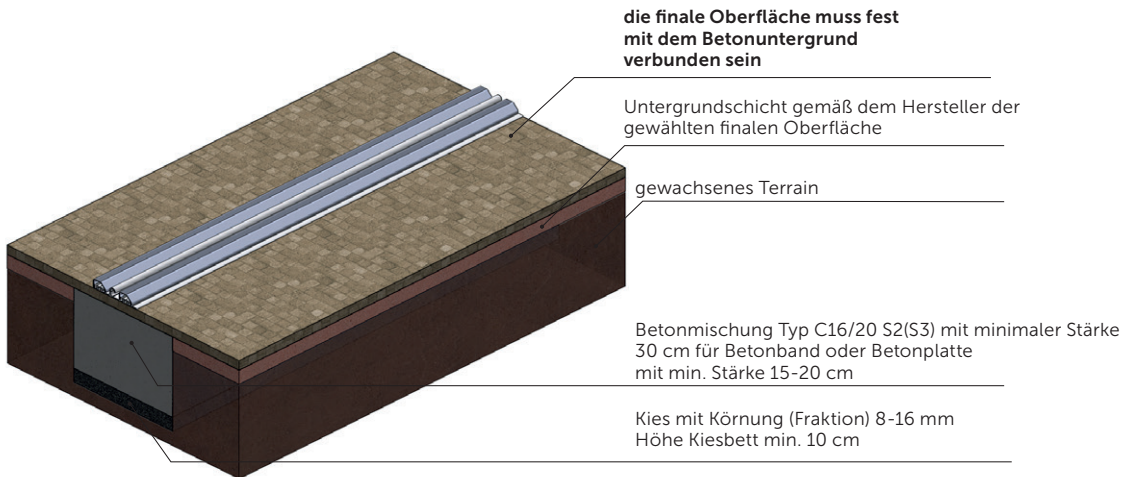 die finale Oberfläche muss fest
mit dem Betonuntergrund
verbunden sein
Untergrundschicht gemäß dem Hersteller der
gewählten finalen Oberfläche
gewachsenes Terrain
Betonmischung Typ C16/20 S2(S3) mit minimaler Stärke
30 cm für Betonband oder Betonplatte
mit min. Stärke 15-20 cm
Kies mit Körnung (Fraktion) 8-16 mm
Höhe Kiesbett min. 10 cm